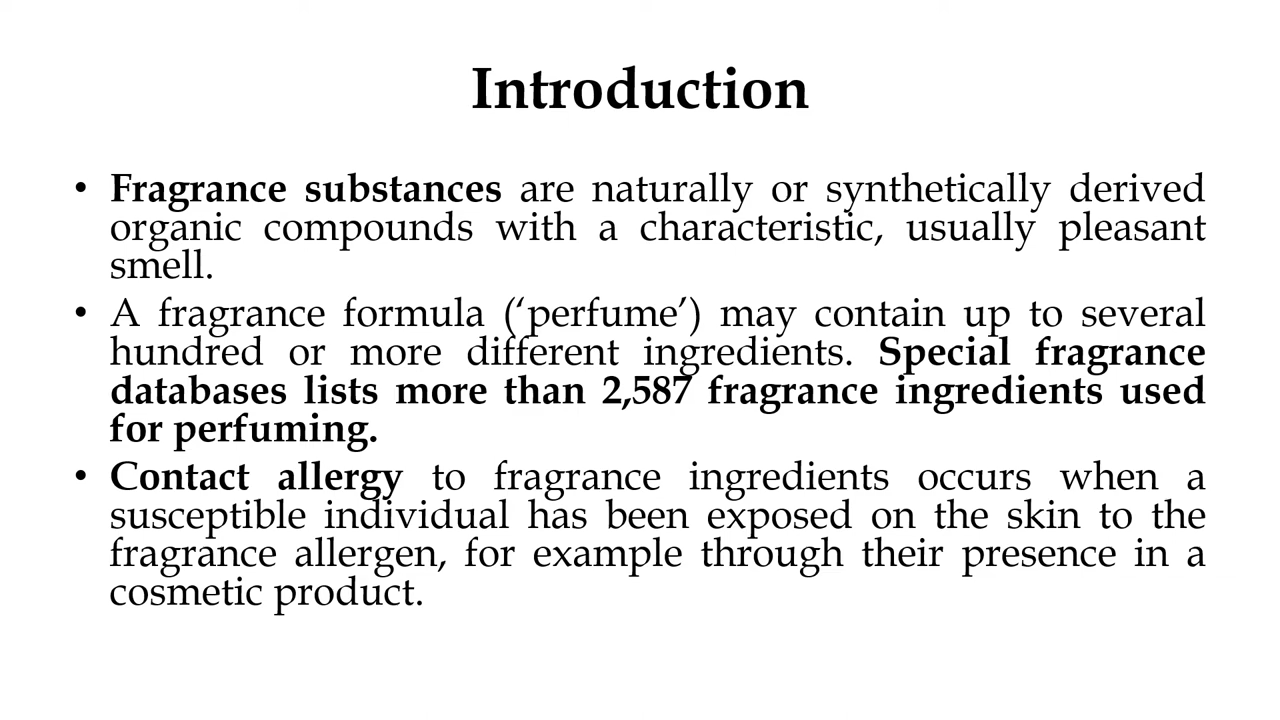 Introduction
• Fragrance substances are naturally or synthetically derived
organic compounds with a characteristic, usually pleasant
smell.
• A fragrance formula (‘perfume’) may contain up to several
hundred or more different ingredients. Special fragrance
databases lists more than 2,587 fragrance ingredients used
for perfuming.
• Contact allergy to fragrance ingredients occurs when a
susceptible individual has been exposed on the skin to the
fragrance allergen, for example through their presence in a
cosmetic product.